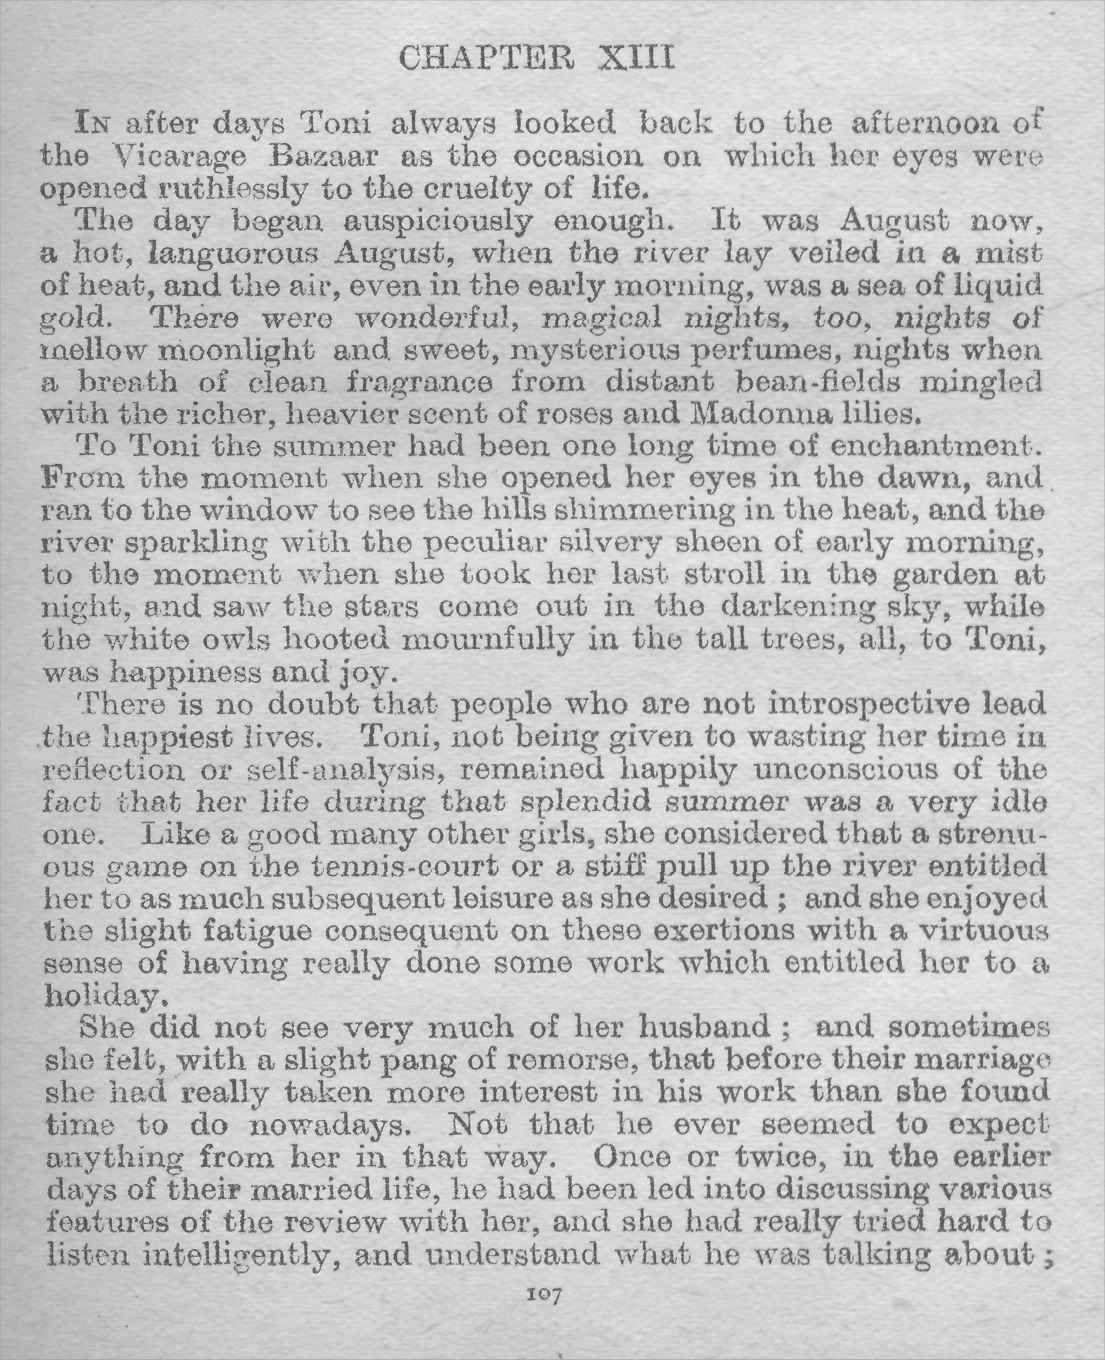 CHAPTER XIII
IN after days Toni always looked back to the afternoon of
the Vicarage Bazaar as the occasion on which her eyes were
opened ruthlessly to the cruelty of life.
The day began auspiciously enough. It was August now,
a hot, languorous August, when the river lay veiled in a mist
of heat, and the air, even in the early morning, was a sea of liquid
gold. There were wonderful, magical nights, too, nights of
mellow moonlight and sweet, mysterious perfumes, nights when
a breath of clean fragrance from distant bean-fields mingled
with the richer, heavier scent of roses and Madonna lilies.
To Toni the summer had been one long time of enchantment.
From the moment when she opened her eyes in the dawn, and
ran to the window to see the hills shimmering in the heat, and the
river sparkling with the peculiar silvery sheen of early morning,
to the moment when she took her last stroll in the garden at
night, and saw the stars come out in the darkening sky, while
the white owls hooted mournfully in the tall trees, all, to Toni,
was happiness and joy.
There is no doubt that people who are not introspective lead
the happiest lives. Toni, not being given to wasting her time in
reflection or self-analysis, remained happily unconscious of the
fact that her life during that splendid summer was a very idle
one. Like a good many other girls, she considered that a strenu-
ous game on the tennis-court or a stiff pull up the river entitled
her to as much subsequent leisure as she desired ; and she enjoyed
the slight fatigue consequent on these exertions with a virtuous
sense of having really done some work which entitled her to a
holiday.
She did not see very much of her husband ; and sometimes
she felt, with a slight pang of remorse, that before their marriage
she had really taken more interest in his work than she found
time to do nowadays. Not that he ever seemed to expect
anything from her in that way. Once or twice, in the earlier
days of their married life, he had been led into discussing various
features of the review with her, and she had really tried hard to
listen intelligently, and understand what he was talking about ;
107